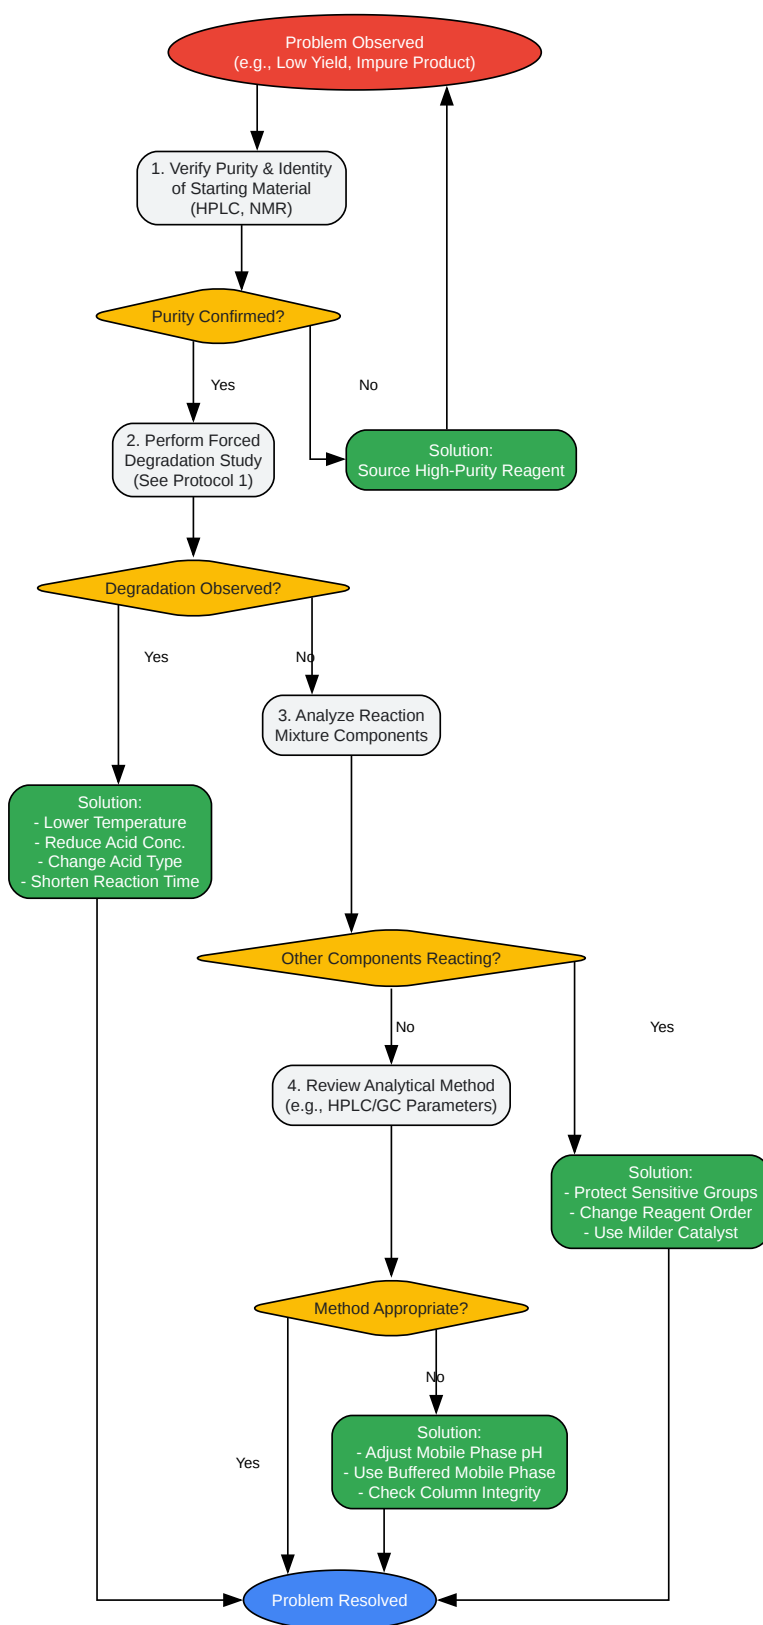 Problem Observed
(e.g., Low Yield, Impure Product)
1. Verify Purity & Identity
of Starting Material
(HPLC, NMR)
Purity Confirmed?
Yes
No
2. Perform Forced
Degradation Study
(See Protocol 1)
Solution:
Source High-Purity Reagent
Degradation Observed?
Yes
No
3. Analyze Reaction
Mixture Components
Solution:
- Lower Temperature
- Reduce Acid Conc.
- Change Acid Type
- Shorten Reaction Time
Other Components Reacting?
No
Yes
4. Review Analytical Method
(e.g., HPLC/GC Parameters)
Solution:
- Protect Sensitive Groups
- Change Reagent Order
- Use Milder Catalyst
Method Appropriate?
No
Yes
Solution:
- Adjust Mobile Phase pH
- Use Buffered Mobile Phase
- Check Column Integrity
Problem Resolved